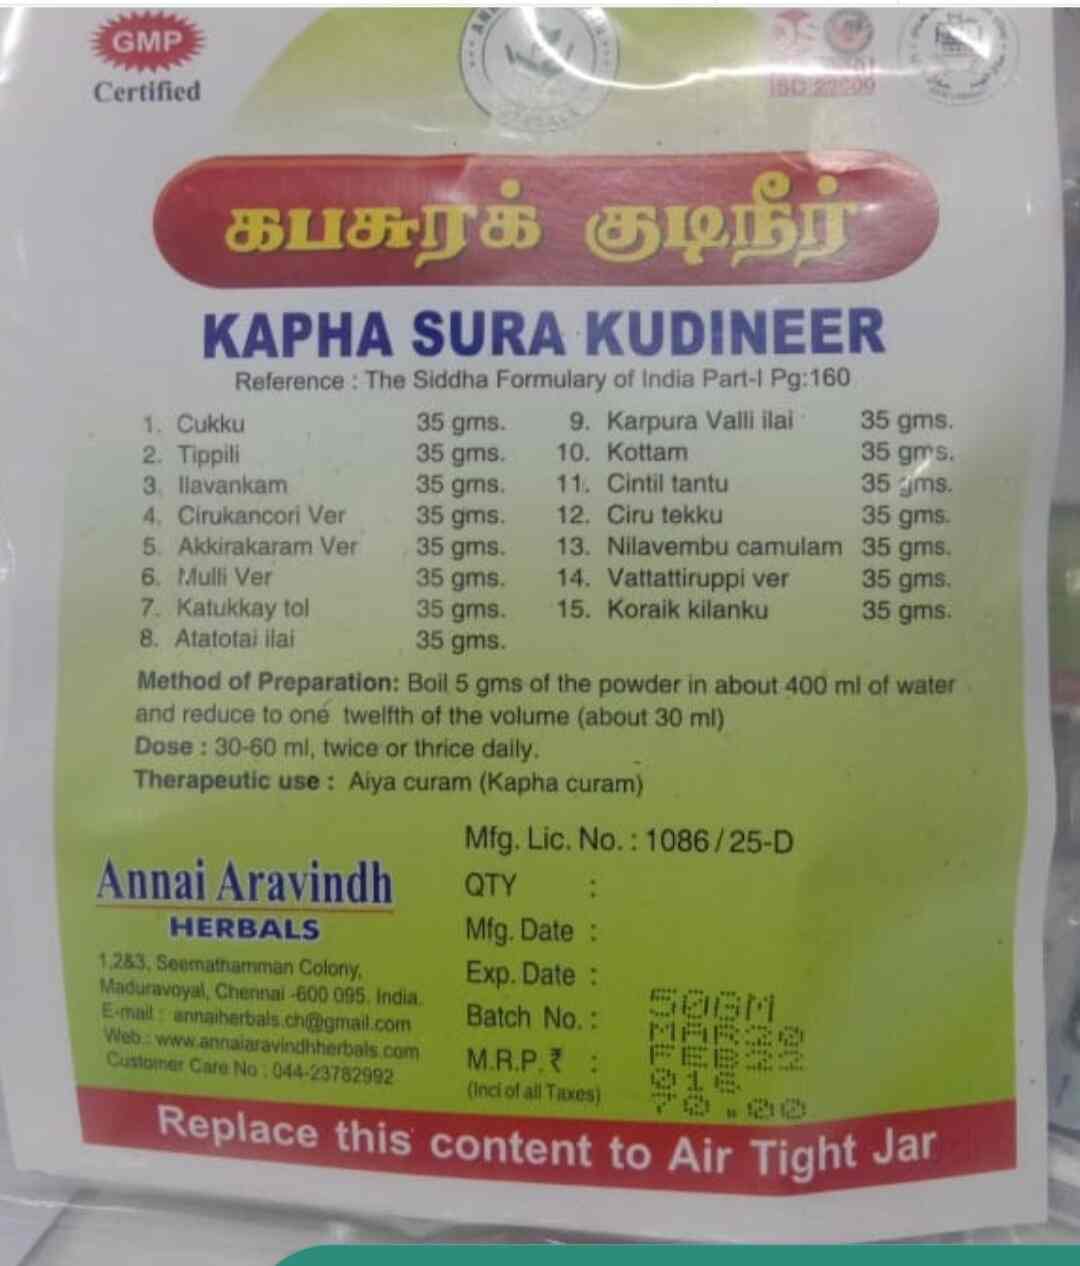 GMP
Certified
கபசுரக் குடிநீர்
KAPHA SURA KUDINEER
Reference : The Siddha Formulary of India Part-I Pg:160
1. Cukku 35 gms.
2. Tippili 35 gms.
3. Ilavankam 35 gms.
4. Cirukancori Ver 35 gms.
5. Akkirakaram Ver 35 gms.
6. Mulli Ver 35 gms.
7. Katukkay tol 35 gms.
8. Atatotai ilai 35 gms.
9. Karpura Valli ilai 35 gms.
10. Kottam 35 gms.
11. Cintil tantu 35 gms.
12. Ciru tekku 35 gms.
13. Nilavembu camulam 35 gms.
14. Vattattiruppi ver 35 gms.
15. Koraik kilanku 35 gms.
Method of Preparation: Boil 5 gms of the powder in about 400 ml of water
and reduce to one twelfth of the volume (about 30 ml)
Dose : 30-60 ml, twice or thrice daily.
Therapeutic use : Aiya curam (Kapha curam)
Annai Aravindh
HERBALS
1,2&3, Seemathamman Colony,
Maduravoyal, Chennai -600 095. India.
E-mail : annaiherbals.ch@gmail.com
Web : www.annaiaravindhherbals.com
Customer Care No : 044-23782992
Mfg. Lic. No. : 1086/25-D
QTY :
Mfg. Date :
Exp. Date :
Batch No. :
M.R.P. ₹ :
(Incl of all Taxes)
50GM
MAR20
FEB22
70.00
Replace this content to Air Tight Jar